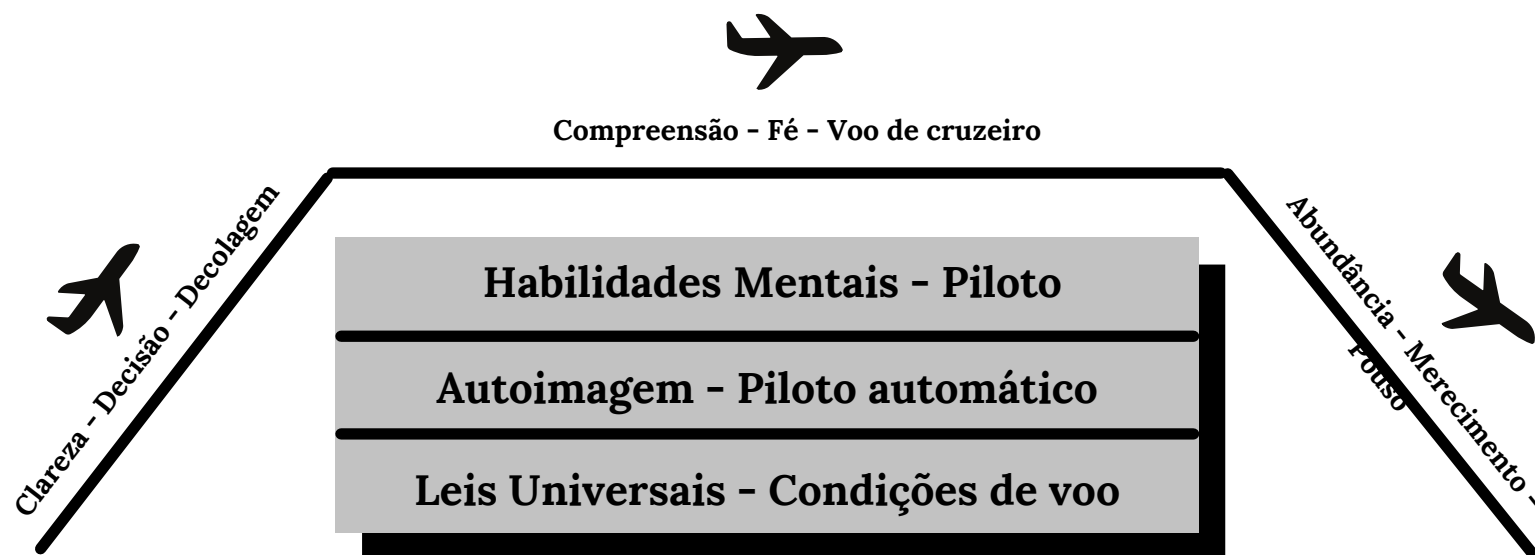 Compreensão - Fé - Voo de cruzeiro
Clareza - Decisão - Decolagem
Abundância - Merecimento -
Pouso
Habilidades Mentais - Piloto
Autoimagem - Piloto automático
Leis Universais - Condições de voo